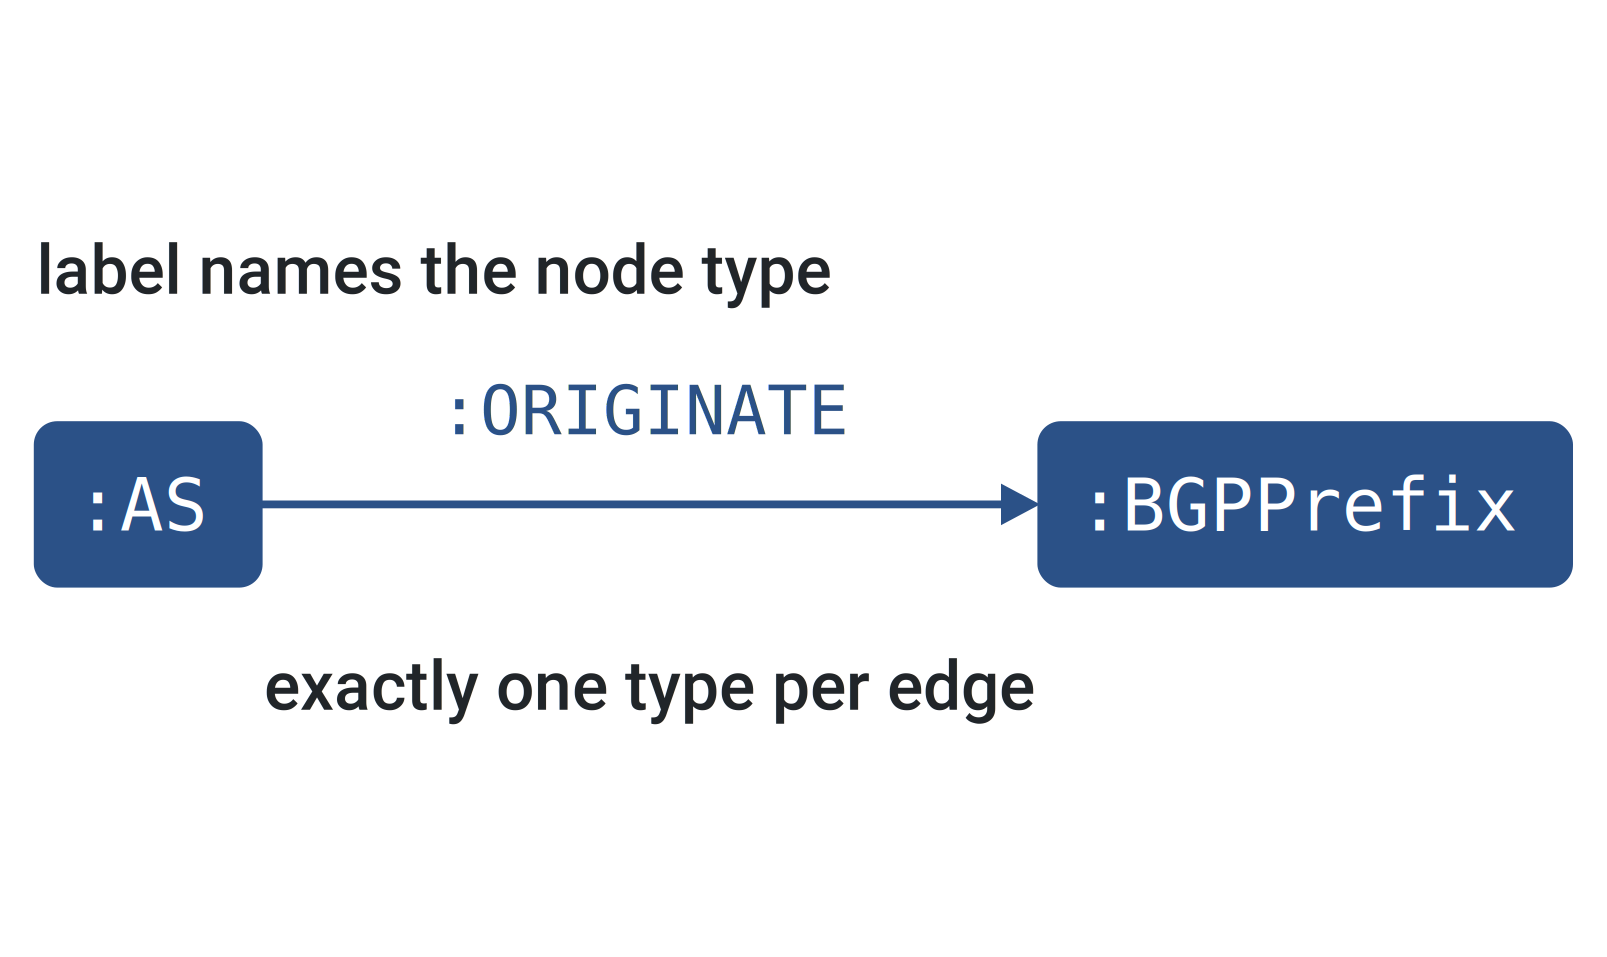 label names the node type
:ORIGINATE
:AS
:BGPPrefix
exactly one type per edge